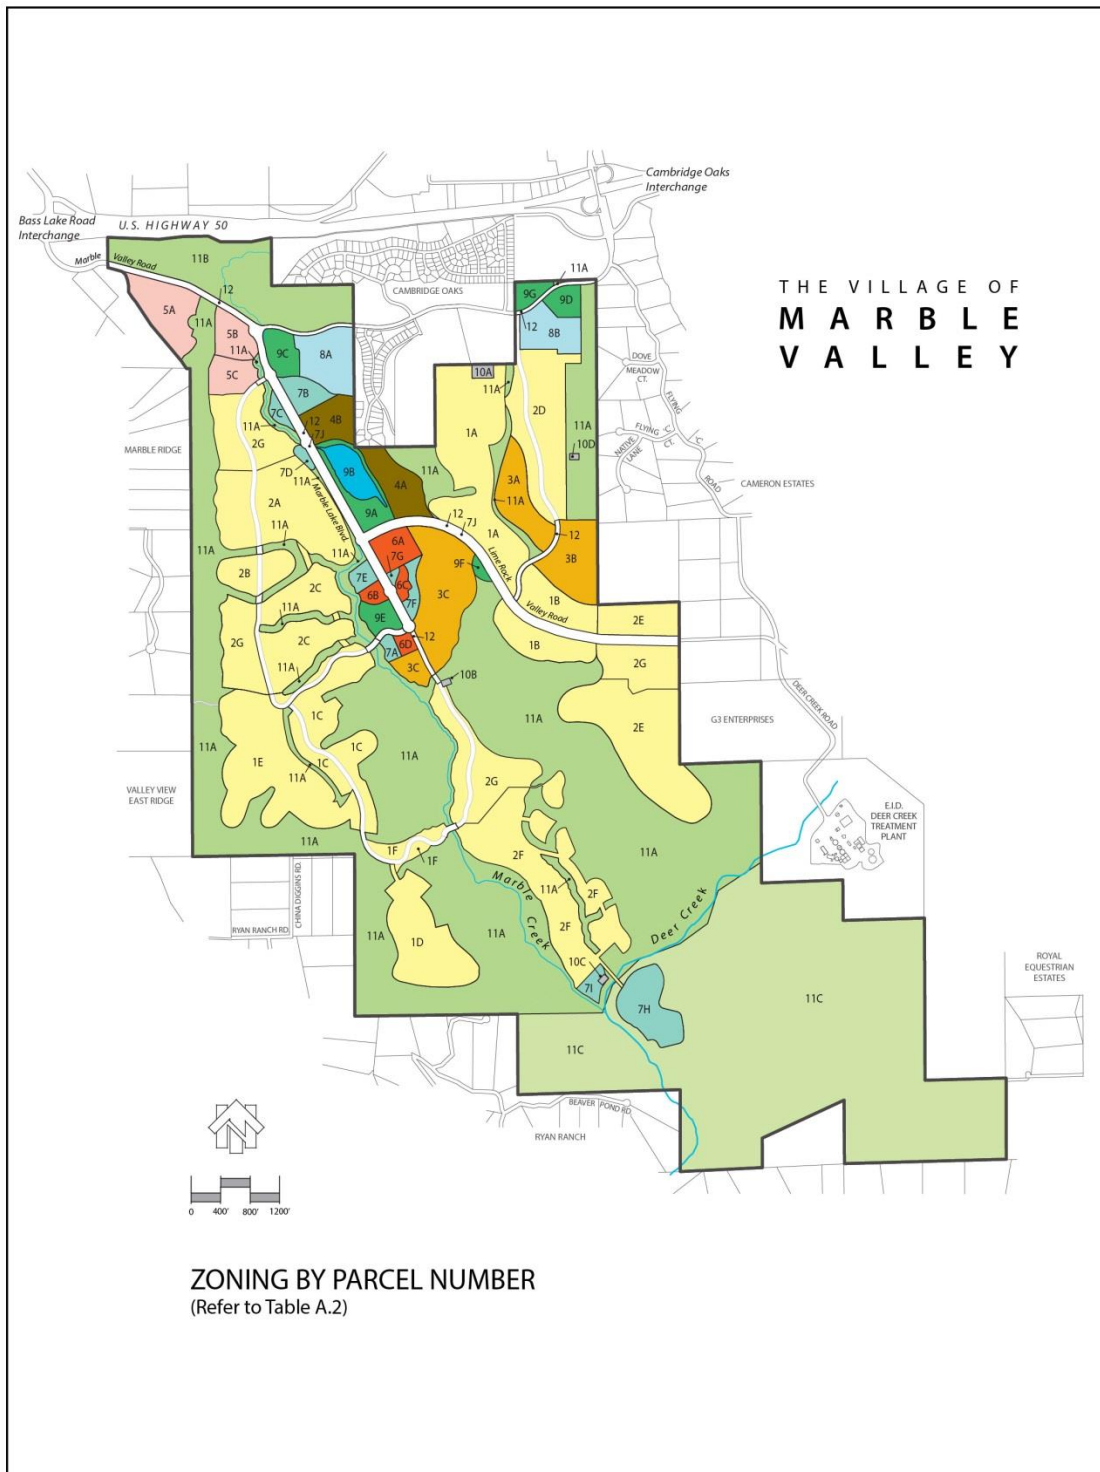 Cambridge Oaks
Interchange
Bass Lake Road
Interchange
U.S. HIGHWAY 50
Marble
Valley Road
11B
11A
THE VILLAGE OF
MARBLE
VALLEY
CAMBRIDGE OAKS
12
9G
9D
5A
11A
5B
12
8B
11A
9C
8A
DOVE
MEADOW
CT.
5C
10A
11A
7B
2D
FLYING
'C'
ROAD
7C
4B
12
7J
11A
2G
1A
11A
FLYING 'C'
CT.
NATIVE
LANE
MARBLE RIDGE
7D
11A
9B
4A
11A
3A
10D
CAMERON ESTATES
2A
Marble Lake Blvd.
11A
9A
12
7J
11A
6A
1A
12
11A
11A
7G
Lime Rock
3B
2B
7E
6C
9F
2C
6B
7F
3C
1B
11A
9E
Valley Road
2E
2G
2C
12
1B
7A
6D
2G
11A
3C
10B
DEER CREEK ROAD
1C
11A
G3 ENTERPRISES
11A
1C
11A
2E
1E
1C
11A
2G
VALLEY VIEW
EAST RIDGE
E.I.D.
DEER CREEK
TREATMENT
PLANT
11A
1F
1F
2F
11A
CHINA DIGGINS RD.
Marble
Creek
11A
2F
RYAN RANCH RD.
11A
1D
11A
2F
Deer Creek
10C
ROYAL
EQUESTRIAN
ESTATES
7I
7H
11C
11C
BEAVER POND RD.
RYAN RANCH
0 400' 800' 1200'
ZONING BY PARCEL NUMBER
(Refer to Table A.2)